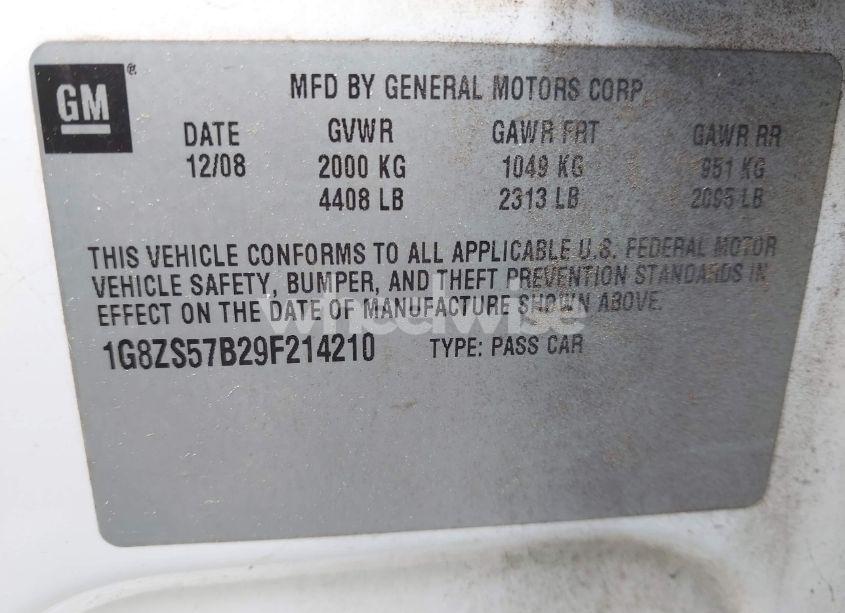 GM ®
MFD BY GENERAL MOTORS CORP
DATE GVWR GAWR FRT GAWR RR
12/08 2000 KG 1049 KG 951 KG
4408 LB 2313 LB 2095 LB
THIS VEHICLE CONFORMS TO ALL APPLICABLE U.S. FEDERAL MOTOR
VEHICLE SAFETY, BUMPER, AND THEFT PREVENTION STANDARDS IN
EFFECT ON THE DATE OF MANUFACTURE SHOWN ABOVE.
wheelwise
1G8ZS57B29F214210 TYPE: PASS CAR